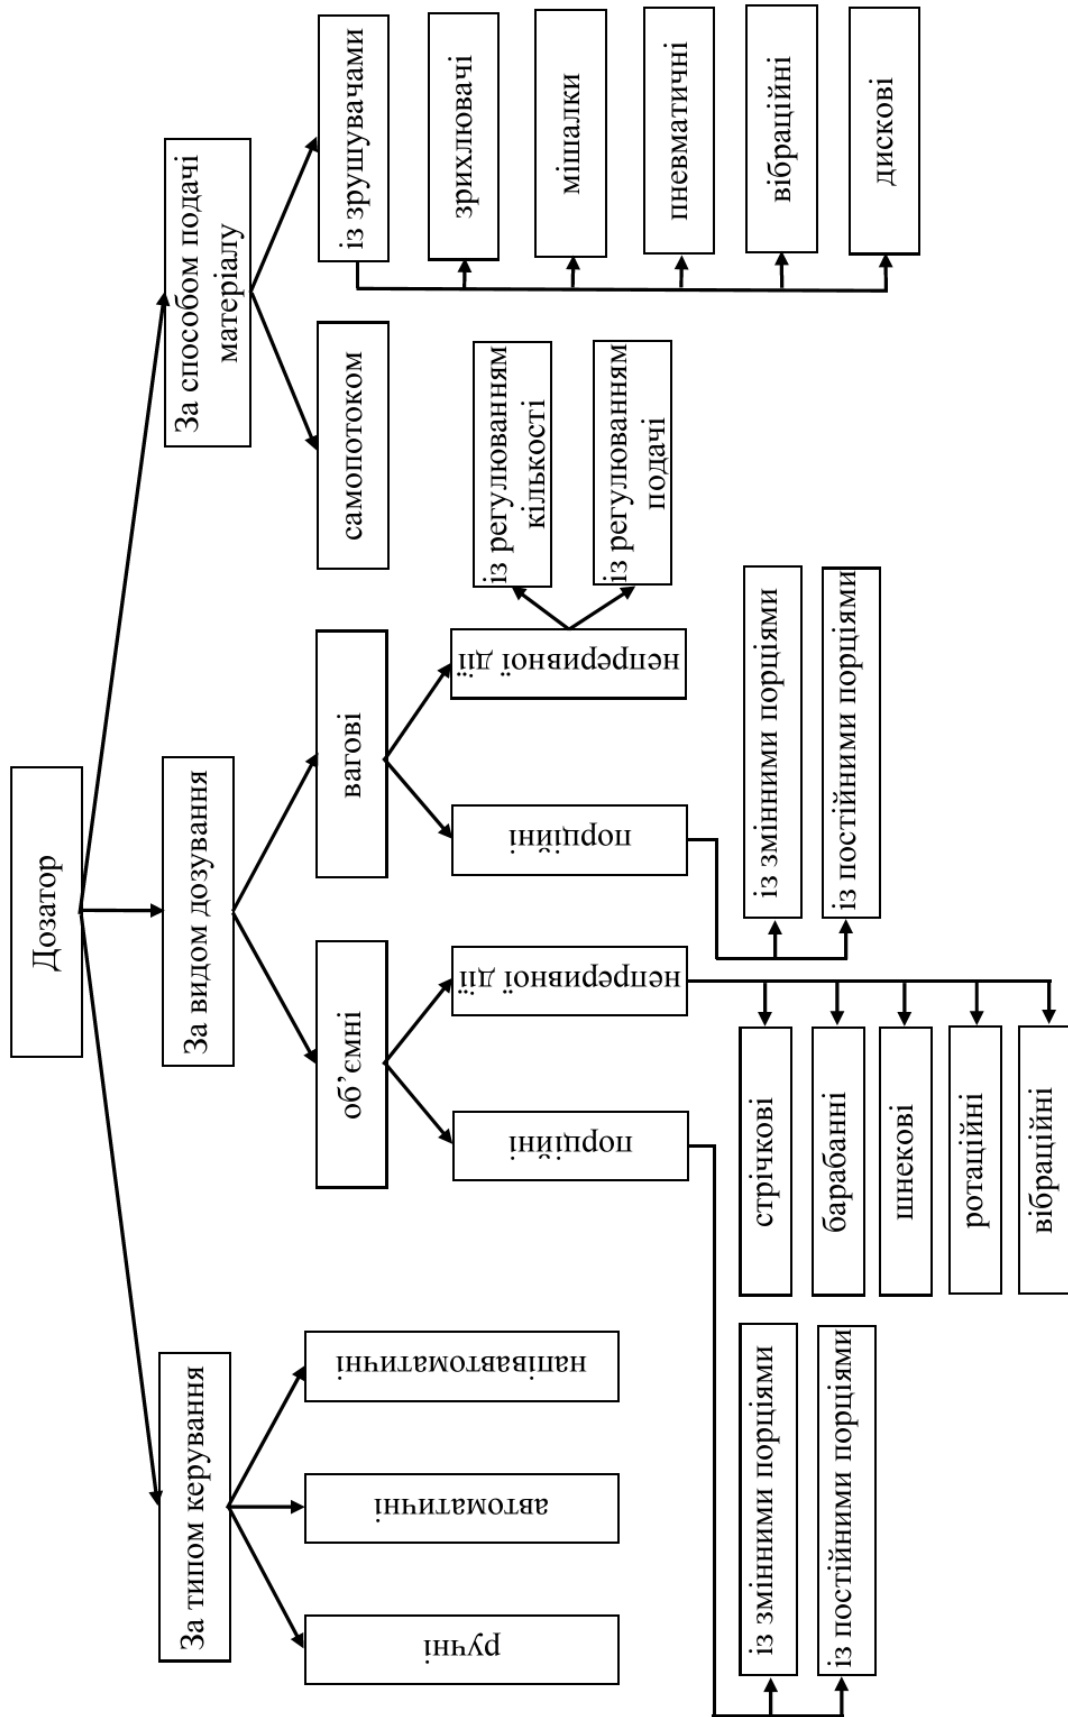 Дозатор
За типом керування
За видом дозування
За способом подачі
матеріалу
ручні
автоматичні
напівавтоматичні
об’ємні
вагові
самопотоком
із зрушувачами
порційні
непреривної дії
порційні
непреривної дії
із регулюванням
кількості
із регулюванням
подачі
зрихлювачі
мішалки
пневматичні
вібраційні
дискові
із змінними порціями
із постійними порціями
стрічкові
барабанні
шнекові
ротаційні
вібраційні
із змінними порціями
із постійними порціями